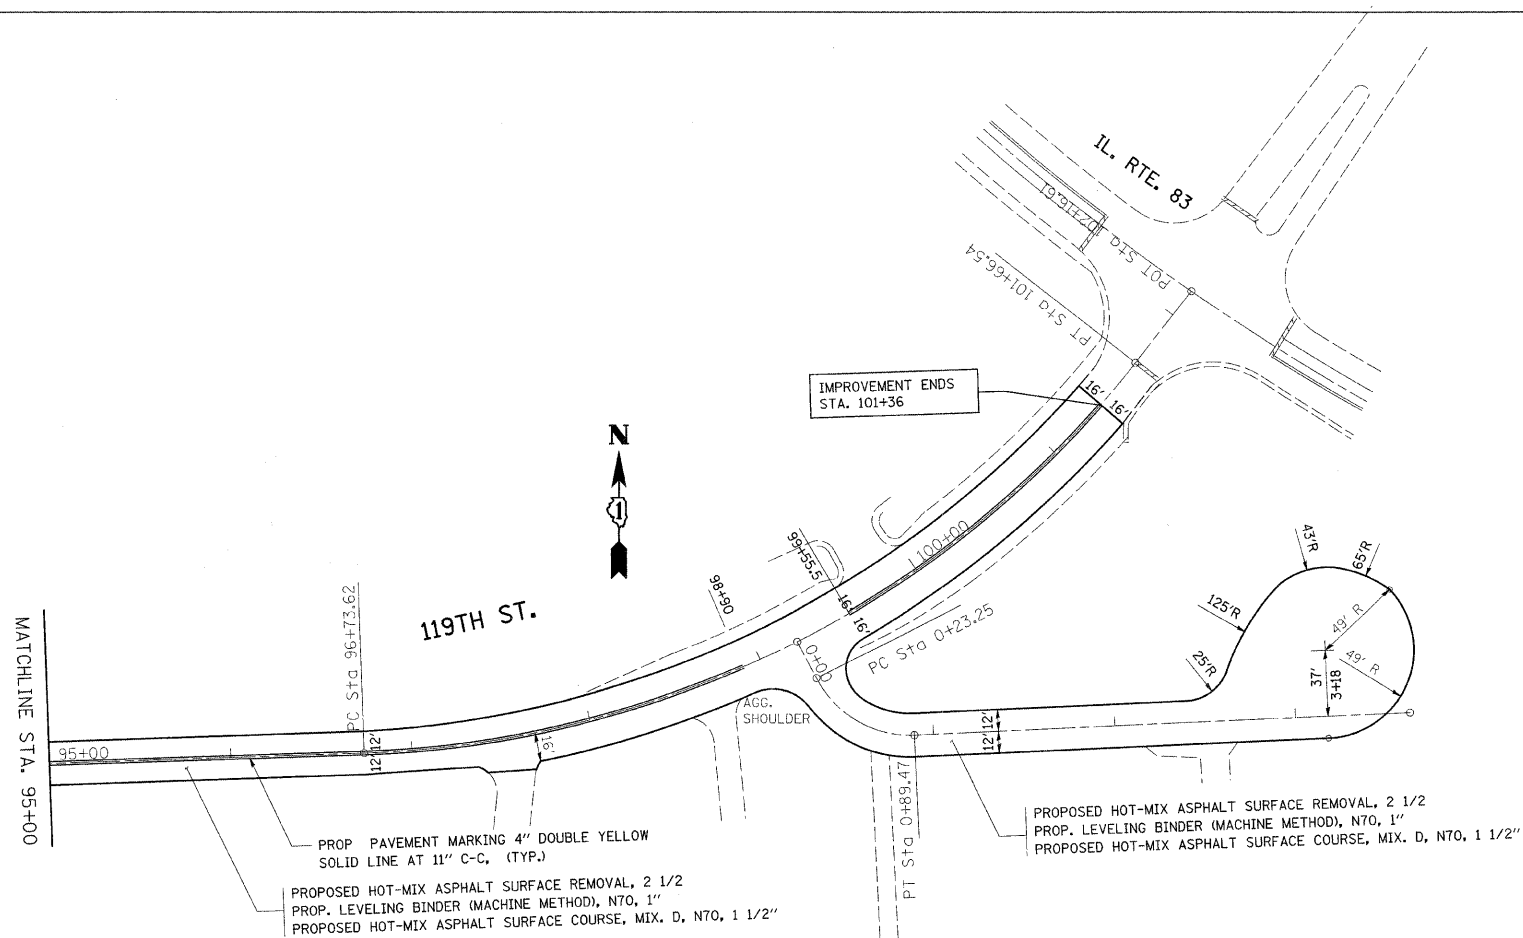 IL. RTE. 83
POT Sta 102+16.61
PT Sta 101+66.54
IMPROVEMENT ENDS
STA. 101+36
16' 16'
N
1
119TH ST.
98+90
99+55.5
16'
16'
100+00
0+00
PC Sta 0+23.25
43'R
65'R
125'R
25'R
49' R
49' R
37'
3+18
MATCHLINE STA. 95+00
95+00
PC Sta 96+73.62
12'
12'
16'
AGG.
SHOULDER
12'
12'
PT Sta 0+89.47
PROP PAVEMENT MARKING 4" DOUBLE YELLOW
SOLID LINE AT 11" C-C, (TYP.)
PROPOSED HOT-MIX ASPHALT SURFACE REMOVAL, 2 1/2
PROP. LEVELING BINDER (MACHINE METHOD), N70, 1"
PROPOSED HOT-MIX ASPHALT SURFACE COURSE, MIX. D, N70, 1 1/2"
PROPOSED HOT-MIX ASPHALT SURFACE REMOVAL, 2 1/2
PROP. LEVELING BINDER (MACHINE METHOD), N70, 1"
PROPOSED HOT-MIX ASPHALT SURFACE COURSE, MIX. D, N70, 1 1/2"